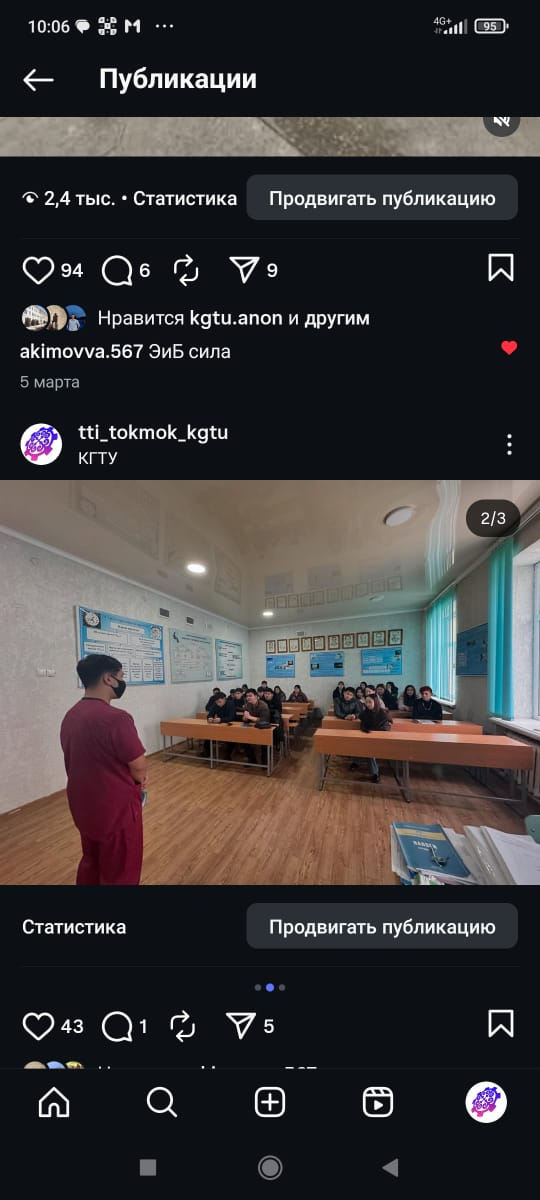 10:06
4G+
95
Публикации
2,4 тыс. • Статистика
Продвигать публикацию
94
6
9
Нравится kgtu.anon и другим
akimovva.567 ЭиБ сила
5 марта
tti_tokmok_kgtu
КГТУ
2/3
Статистика
Продвигать публикацию
43
1
5